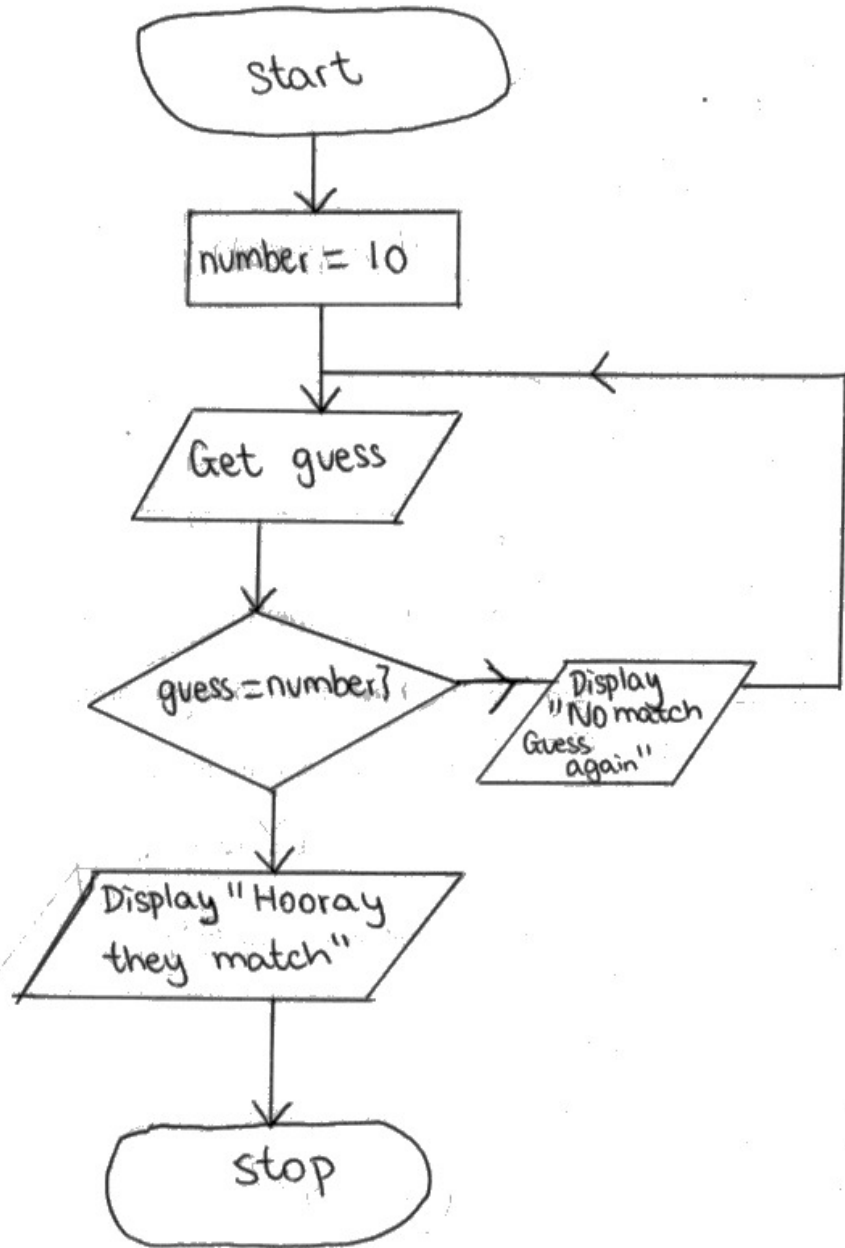 start
number = 10
Get guess
guess = number?
Display
"No match
Guess
again"
Display "Hooray
they match"
stop